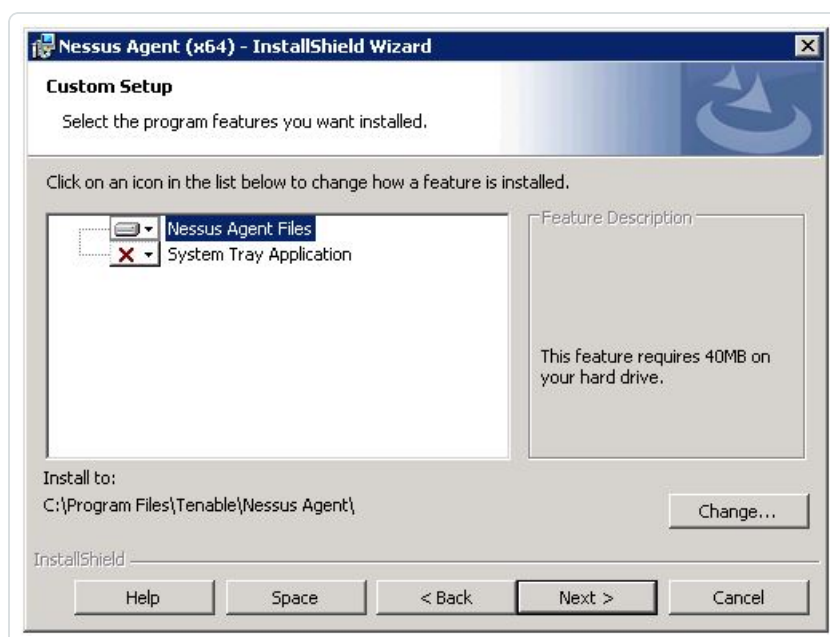 Nessus Agent (x64) - InstallShield Wizard
Custom Setup
Select the program features you want installed.
Click on an icon in the list below to change how a feature is installed.
Nessus Agent Files
System Tray Application
Feature Description
This feature requires 40MB on
your hard drive.
Install to:
C:\Program Files\Tenable\Nessus Agent\
Change...
InstallShield
Help
Space
< Back
Next >
Cancel